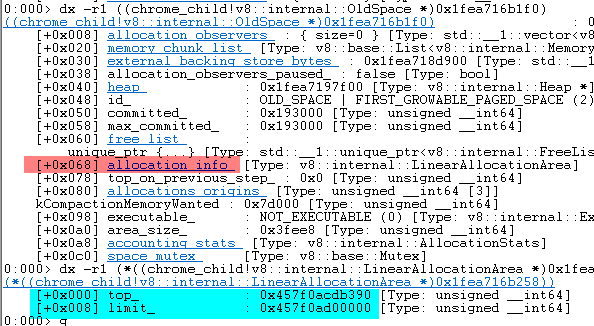 0:000> dx -r1 ((chrome_child!v8::internal::OldSpace *)0x1fea716b1f0)
((chrome_child!v8::internal::OldSpace *)0x1fea716b1f0) : 0
[+0x008] allocation_observers_ : { size=0 } [Type: std::__1::vector<v8
[+0x020] memory_chunk_list_ [Type: v8::base::List<v8::internal::Memory
[+0x030] external_backing_store_bytes_ : 0x1fea718d900 [Type: std::__1
[+0x038] allocation_observers_paused_ : false [Type: bool]
[+0x040] heap_ : 0x1fea7197f00 [Type: v8::internal::Heap *]
[+0x048] id_ : OLD_SPACE | FIRST_GROWABLE_PAGED_SPACE (2)
[+0x050] committed_ : 0x193000 [Type: unsigned __int64]
[+0x058] max_committed_ : 0x193000 [Type: unsigned __int64]
[+0x060] free_list_ :
unique_ptr {...} [Type: std::__1::unique_ptr<v8::internal::FreeLis
[+0x068] allocation_info_ [Type: v8::internal::LinearAllocationArea]
[+0x078] top_on_previous_step_ : 0x0 [Type: unsigned __int64]
[+0x080] allocations_origins_ [Type: unsigned __int64 [3]]
kCompactionMemoryWanted : 0x7d000 [Type: unsigned __int64]
[+0x098] executable_ : NOT_EXECUTABLE (0) [Type: v8::internal::Ex
[+0x0a0] area_size_ : 0x3fee8 [Type: unsigned __int64]
[+0x0a8] accounting_stats_ [Type: v8::internal::AllocationStats]
[+0x0c0] space_mutex_ [Type: v8::base::Mutex]
0:000> dx -r1 (*((chrome_child!v8::internal::LinearAllocationArea *)0x1fea
(*((chrome_child!v8::internal::LinearAllocationArea *)0x1fea716b258))
[+0x000] top_ : 0x457f0acdb390 [Type: unsigned __int64]
[+0x008] limit_ : 0x457f0ad00000 [Type: unsigned __int64]
0:000> g